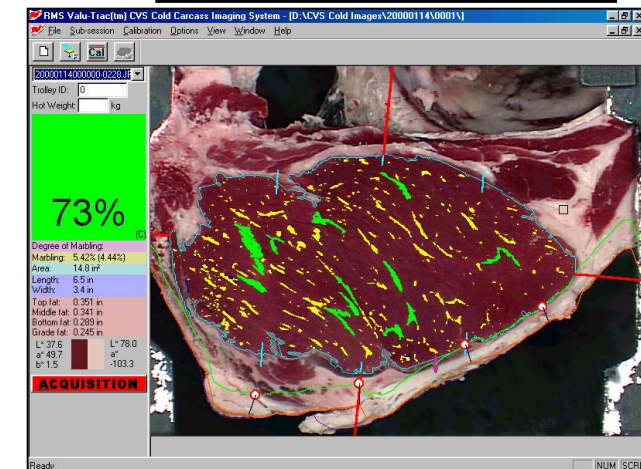 RMS Valu-Trac(tm) CVS Cold Carcass Imaging System - [D:\CVS Cold Images\20000114\0001\]
File Sub-session Calibration Options View Window Help
Cal
20000114000000-0228.JF
Trolley ID: 0
Hot Weight: kg
73%
(C)
Degree of Marbling:
Marbling: 5.42% (4.44%)
Area: 14.8 in²
Length: 6.5 in
Width: 3.4 in
Top fat: 0.351 in
Middle fat: 0.341 in
Bottom fat: 0.289 in
Grade fat: 0.245 in
L* 37.6 L* 78.0
a* 49.7 a*
b* 1.5 -103.3
ACQUISITION
Ready NUM SCRL